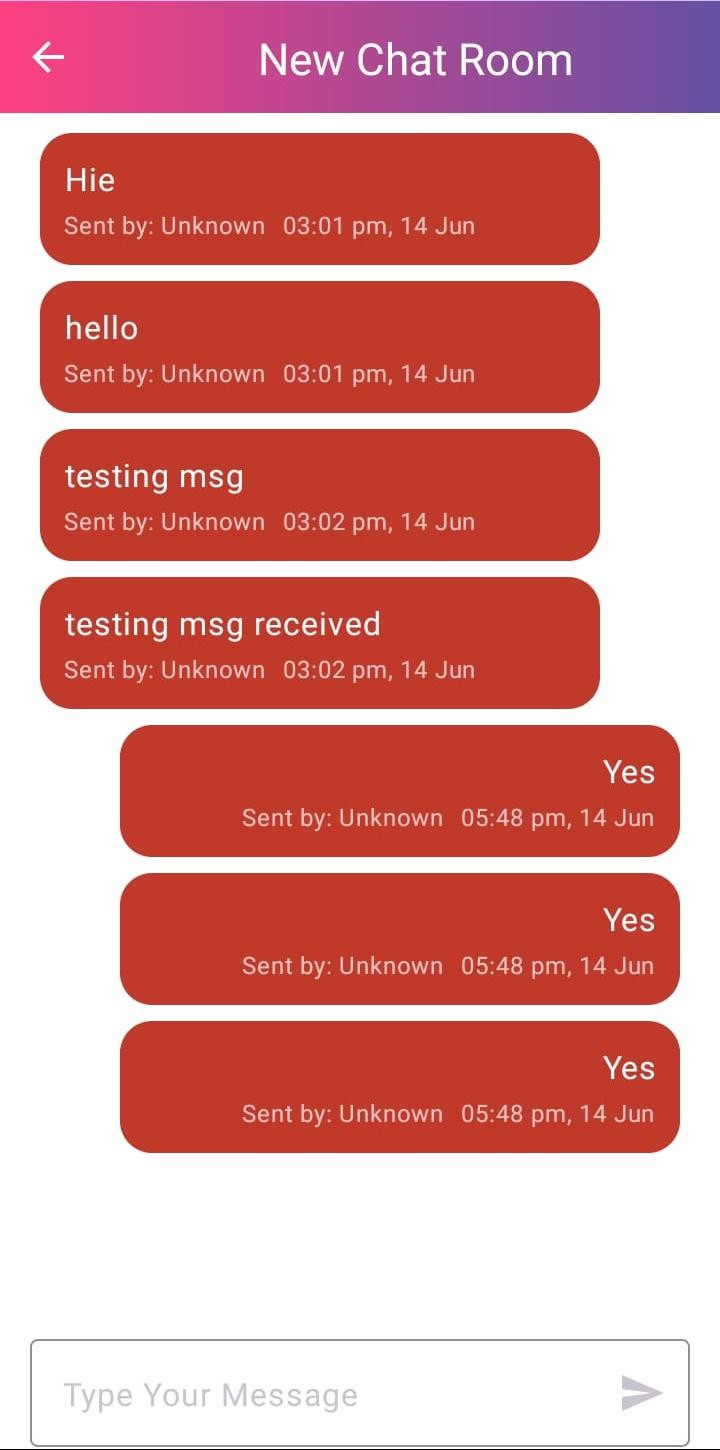 New Chat Room
Hie
Sent by: Unknown 03:01 pm, 14 Jun
hello
Sent by: Unknown 03:01 pm, 14 Jun
testing msg
Sent by: Unknown 03:02 pm, 14 Jun
testing msg received
Sent by: Unknown 03:02 pm, 14 Jun
Yes
Sent by: Unknown 05:48 pm, 14 Jun
Yes
Sent by: Unknown 05:48 pm, 14 Jun
Yes
Sent by: Unknown 05:48 pm, 14 Jun
Type Your Message